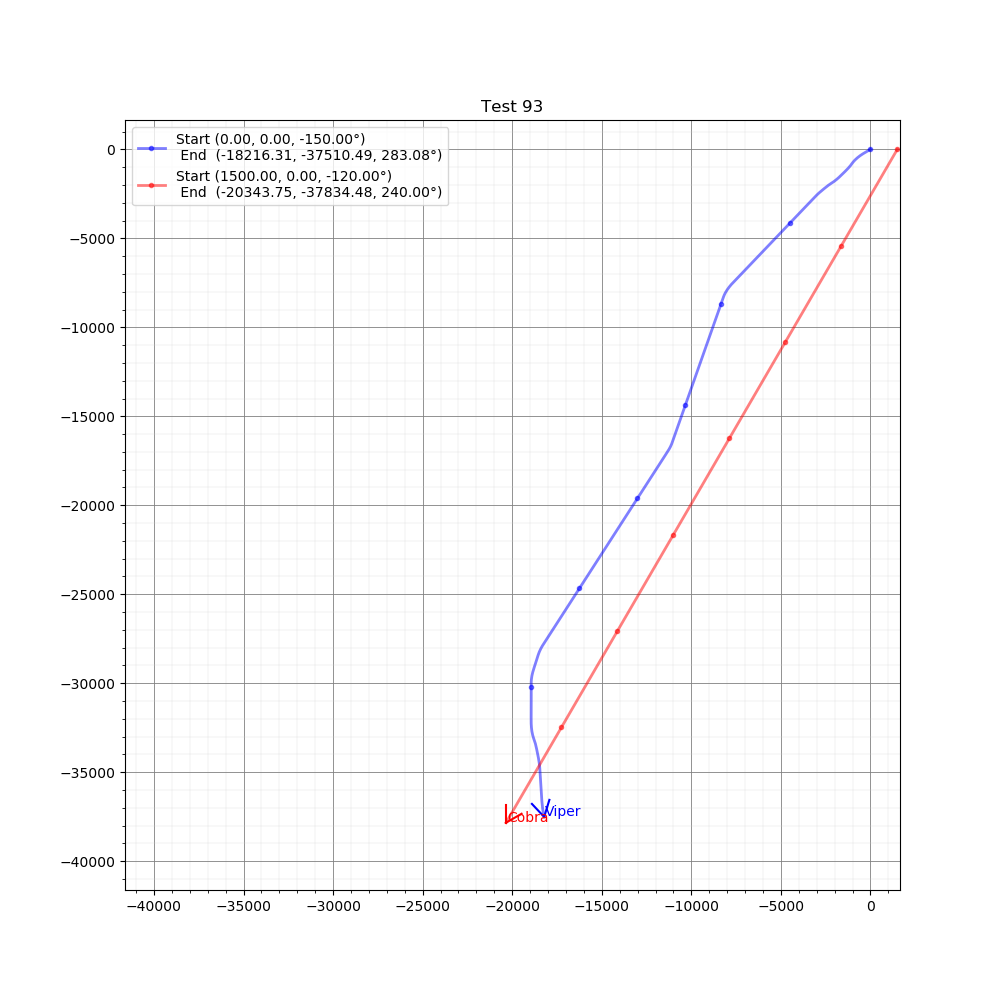 Test 93
Start (0.00, 0.00, -150.00°)
End (-18216.31, -37510.49, 283.08°)
Start (1500.00, 0.00, -120.00°)
End (-20343.75, -37834.48, 240.00°)
0
−5000
−10000
−15000
−20000
−25000
−30000
−35000
−40000
Viper
Cobra
−40000 −35000 −30000 −25000 −20000 −15000 −10000 −5000 0